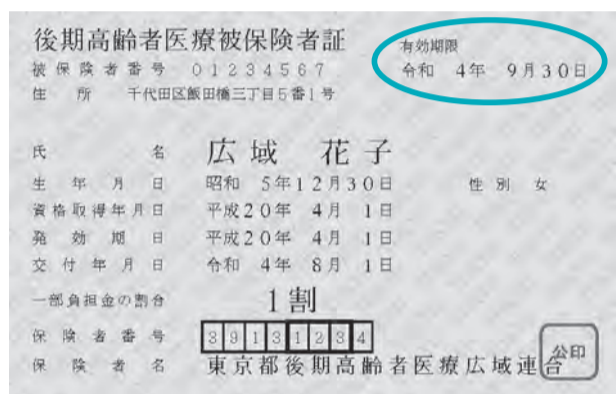 後期高齢者医療被保険者証
有効期限
被保険者番号 01234567
令和 4年 9月30日
住所 千代田区飯田橋三丁目5番1号
氏名 広域 花子
生年月日 昭和 5年12月30日 性別 女
資格取得年月日 平成20年 4月 1日
発効期日 平成20年 4月 1日
交付年月日 令和 4年 8月 1日
一部負担金の割合 1割
保険者番号 39131234
保険者名 東京都後期高齢者医療広域連合
公印